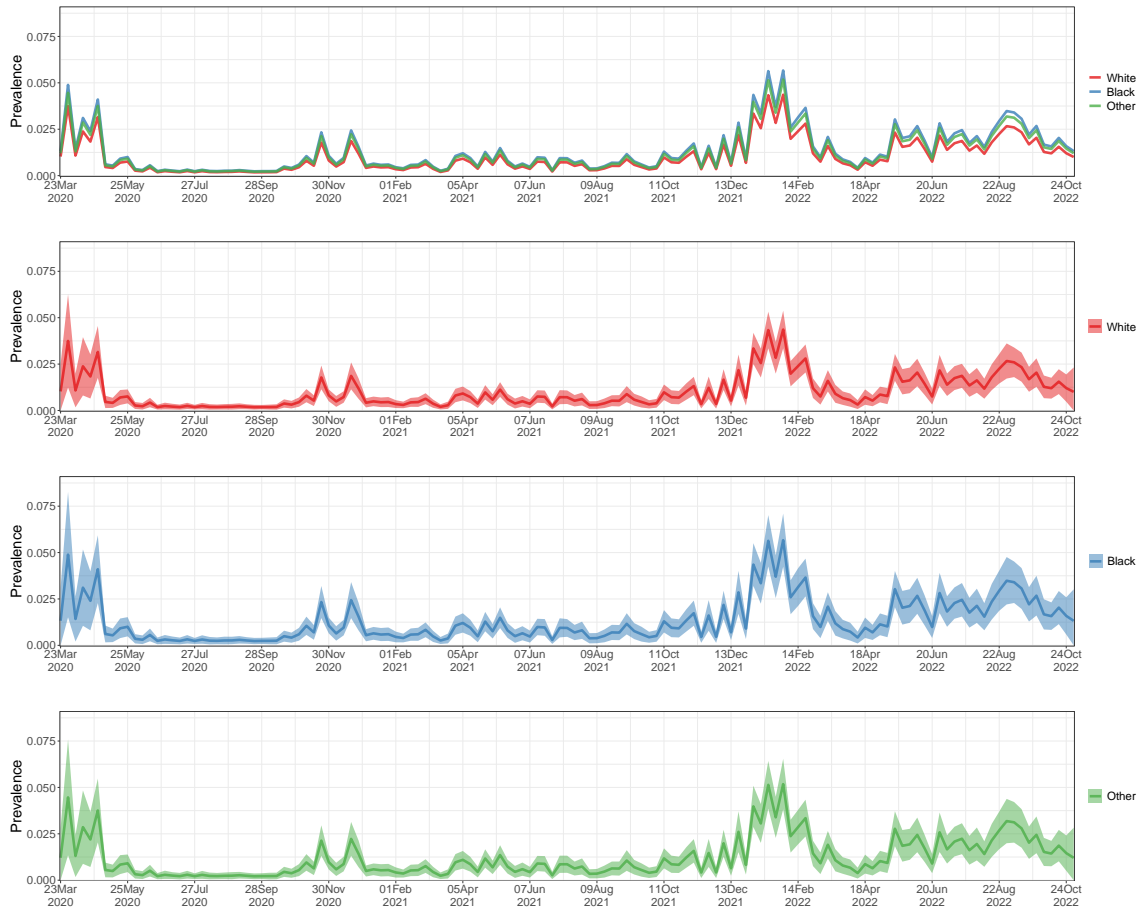 Prevalence
0.075
0.050
0.025
0.000
23Mar 25May 27Jul 28Sep 30Nov 01Feb 05Apr 07Jun 09Aug 11Oct 13Dec 14Feb 18Apr 20Jun 22Aug 24Oct
2020 2020 2020 2020 2020 2021 2021 2021 2021 2021 2021 2022 2022 2022 2022 2022
White
Black
Other
Prevalence
0.075
0.050
0.025
0.000
23Mar 25May 27Jul 28Sep 30Nov 01Feb 05Apr 07Jun 09Aug 11Oct 13Dec 14Feb 18Apr 20Jun 22Aug 24Oct
2020 2020 2020 2020 2020 2021 2021 2021 2021 2021 2021 2022 2022 2022 2022 2022
White
Prevalence
0.075
0.050
0.025
0.000
23Mar 25May 27Jul 28Sep 30Nov 01Feb 05Apr 07Jun 09Aug 11Oct 13Dec 14Feb 18Apr 20Jun 22Aug 24Oct
2020 2020 2020 2020 2020 2021 2021 2021 2021 2021 2021 2022 2022 2022 2022 2022
Black
Prevalence
0.075
0.050
0.025
0.000
23Mar 25May 27Jul 28Sep 30Nov 01Feb 05Apr 07Jun 09Aug 11Oct 13Dec 14Feb 18Apr 20Jun 22Aug 24Oct
2020 2020 2020 2020 2020 2021 2021 2021 2021 2021 2021 2022 2022 2022 2022 2022
Other